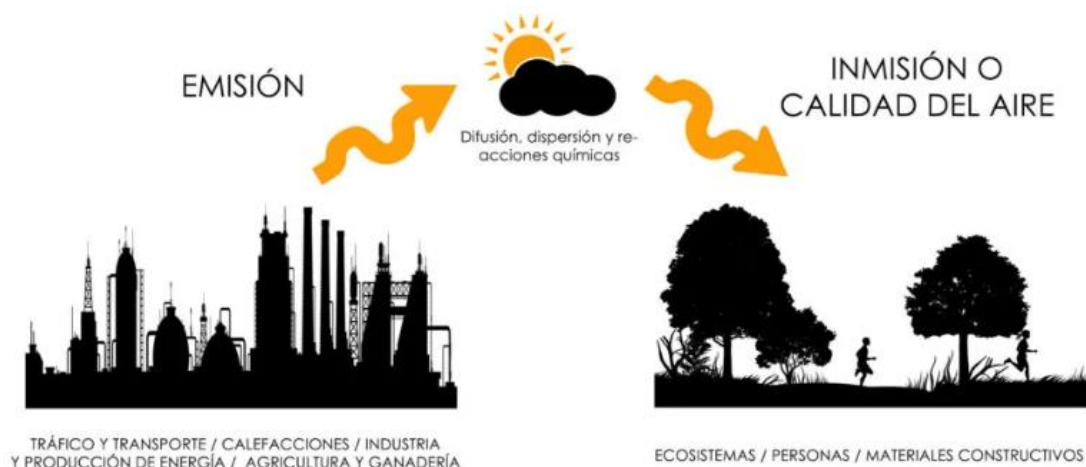 EMISIÓN
Difusión, dispersión y re-
acciones químicas
INMISIÓN O
CALIDAD DEL AIRE
TRÁFICO Y TRANSPORTE / CALEFACCIONES / INDUSTRIA
Y PRODUCCIÓN DE ENERGÍA / AGRICULTURA Y GANADERÍA
ECOSISTEMAS / PERSONAS / MATERIALES CONSTRUCTIVOS